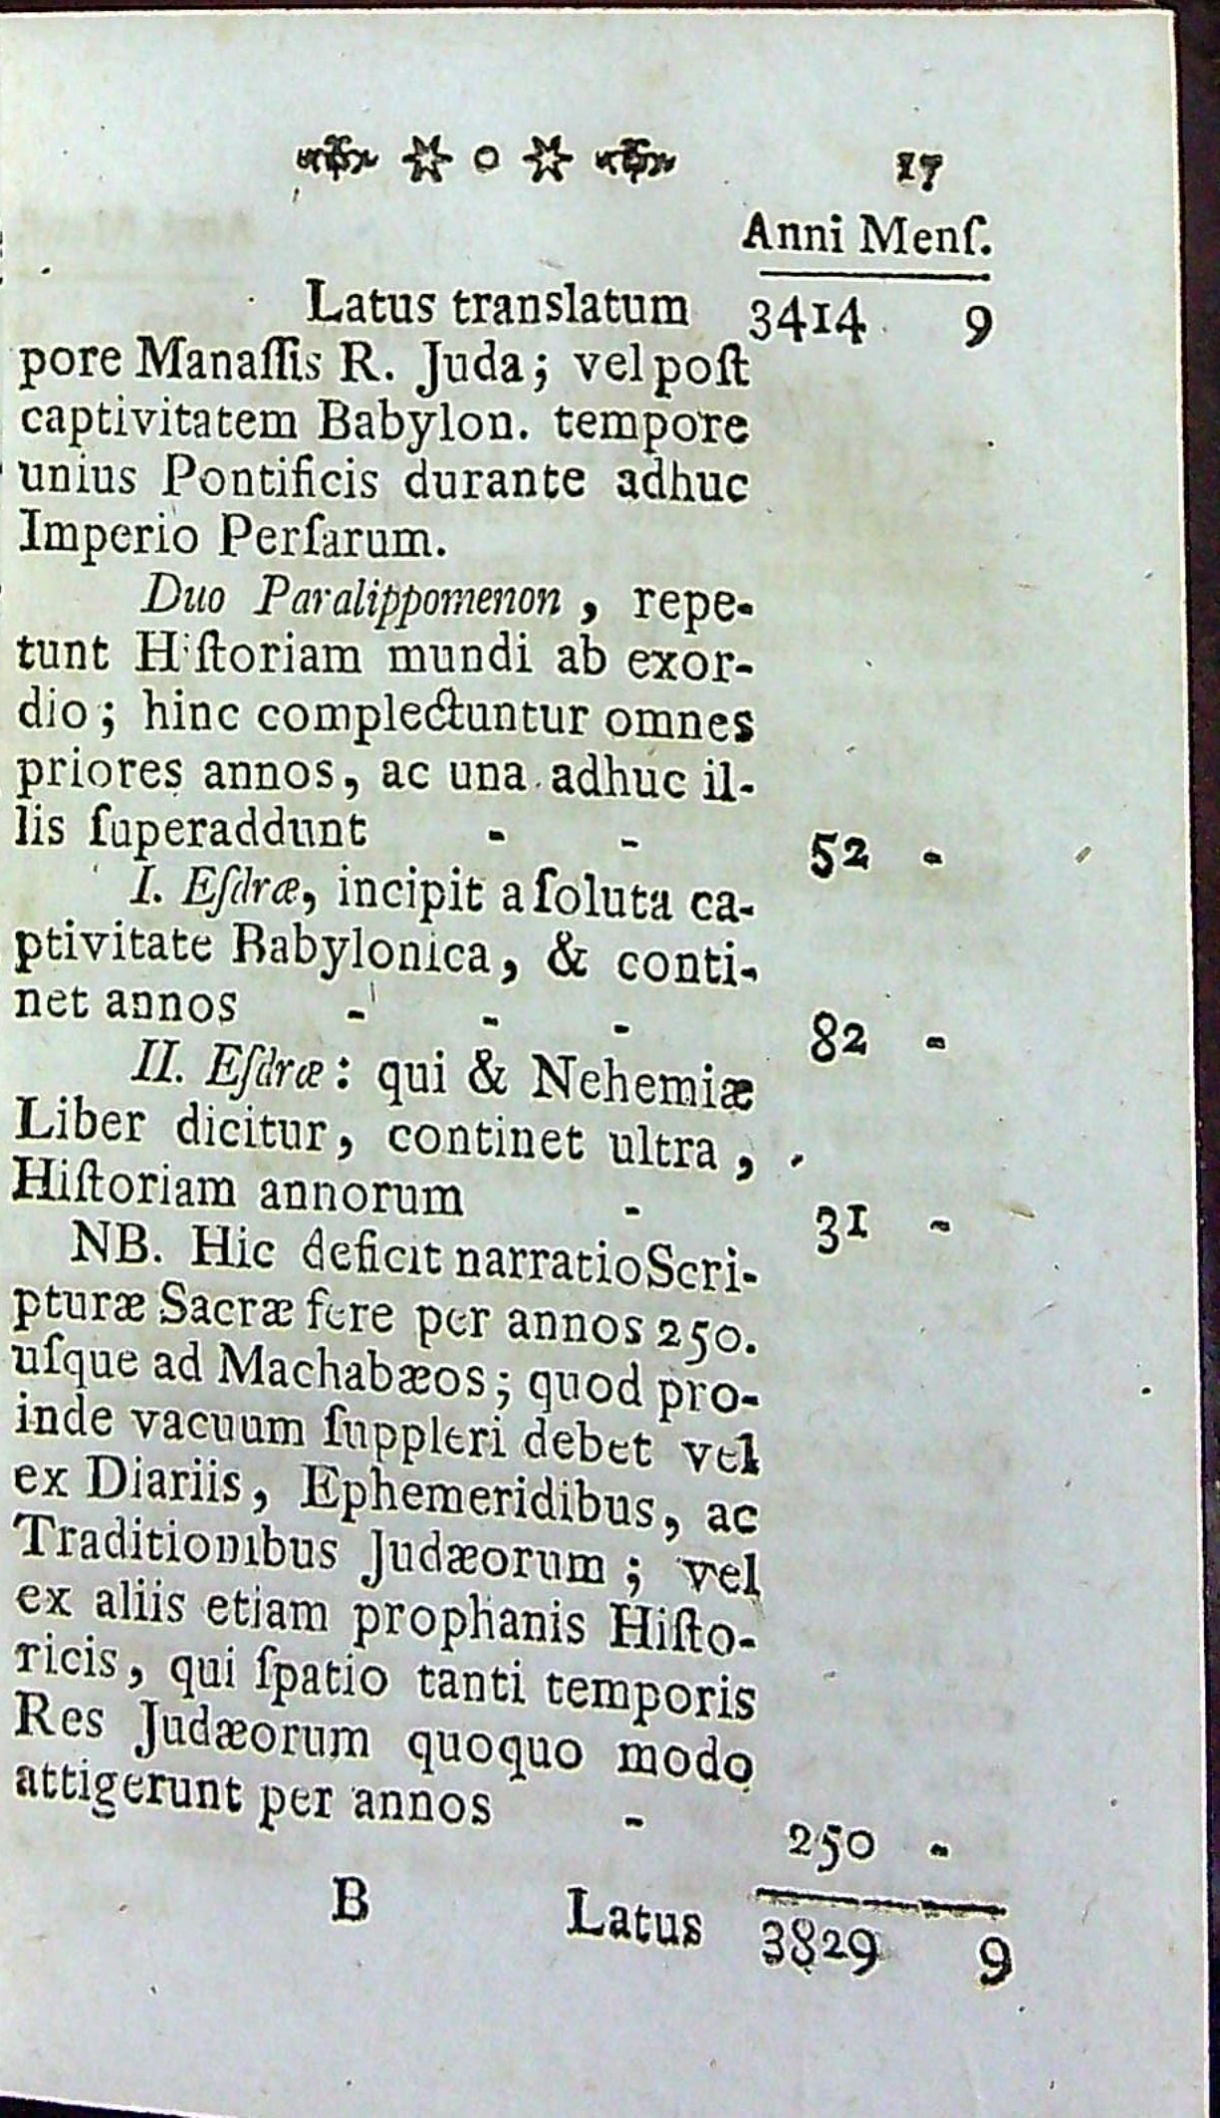 17
Anni Menſ.
Latus translatum 3414 9
pore Manaſſis R. Juda; vel poſt
captivitatem Babylon. tempore
unius Pontificis durante adhuc
Imperio Perſarum.
Duo Paralippomenon, repe-
tunt Hiſtoriam mundi ab exor-
dio; hinc complectuntur omnes
priores annos, ac una adhuc il-
lis ſuperaddunt - - 52 -
I. Eſdræ, incipit a ſoluta ca-
ptivitate Babylonica, & conti-
net annos - - - 82 -
II. Eſdræ: qui & Nehemiæ
Liber dicitur, continet ultra,
Hiſtoriam annorum - 31 -
NB. Hic deficit narratio Scri-
pturæ Sacræ fere per annos 250.
uſque ad Machabæos; quod pro-
inde vacuum ſuppleri debet vel
ex Diariis, Ephemeridibus, ac
Traditionibus Judæorum; vel
ex aliis etiam prophanis Hiſto-
ricis, qui ſpatio tanti temporis
Res Judæorum quoquo modo
attigerunt per annos - 250 -
B Latus 3829 9